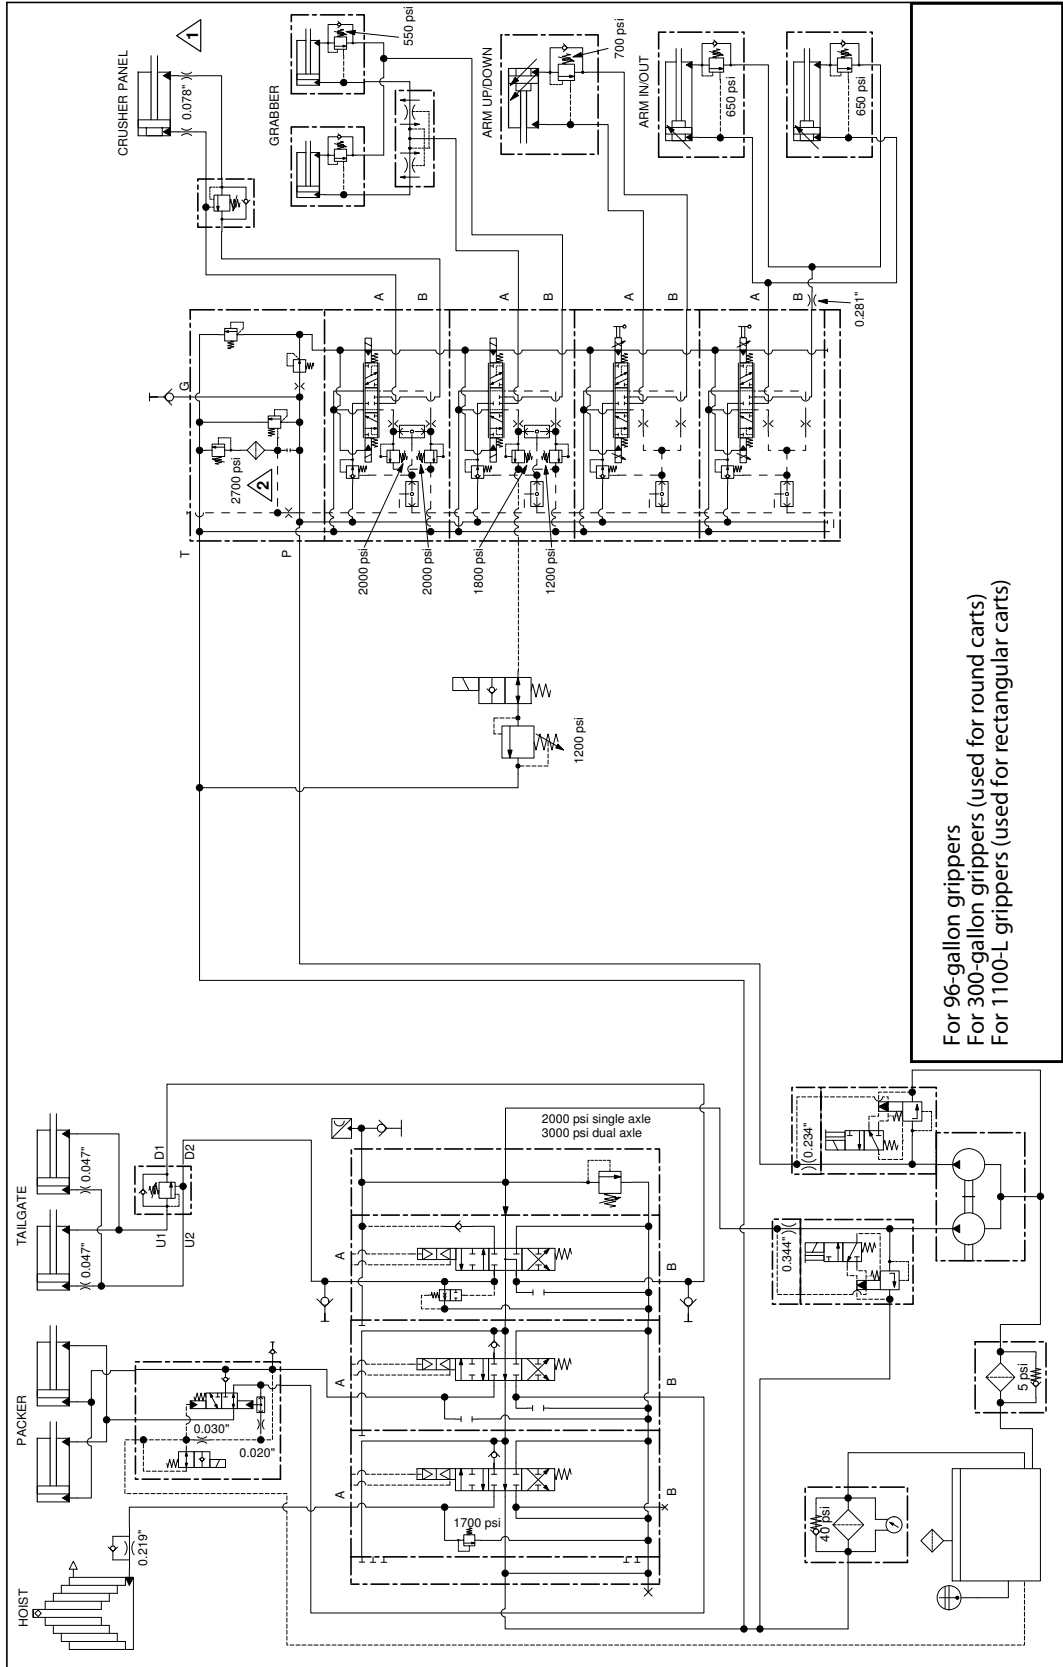 CRUSHER PANEL
1
0.078"
GRABBER
550 psi
ARM UP/DOWN
700 psi
ARM IN/OUT
650 psi
650 psi
A
B
A
B
A
B
A
B
0.281"
G
T
P
2700 psi
2
2000 psi
2000 psi
1800 psi
1200 psi
1200 psi
TAILGATE
0.047"
0.047"
D1
D2
U1
U2
PACKER
0.030"
0.020"
HOIST
0.219"
2000 psi single axle
3000 psi dual axle
A
B
A
B
A
B
1700 psi
0.234"
0.344"
5 psi
40 psi
For 96-gallon grippers
For 300-gallon grippers (used for round carts)
For 1100-L grippers (used for rectangular carts)